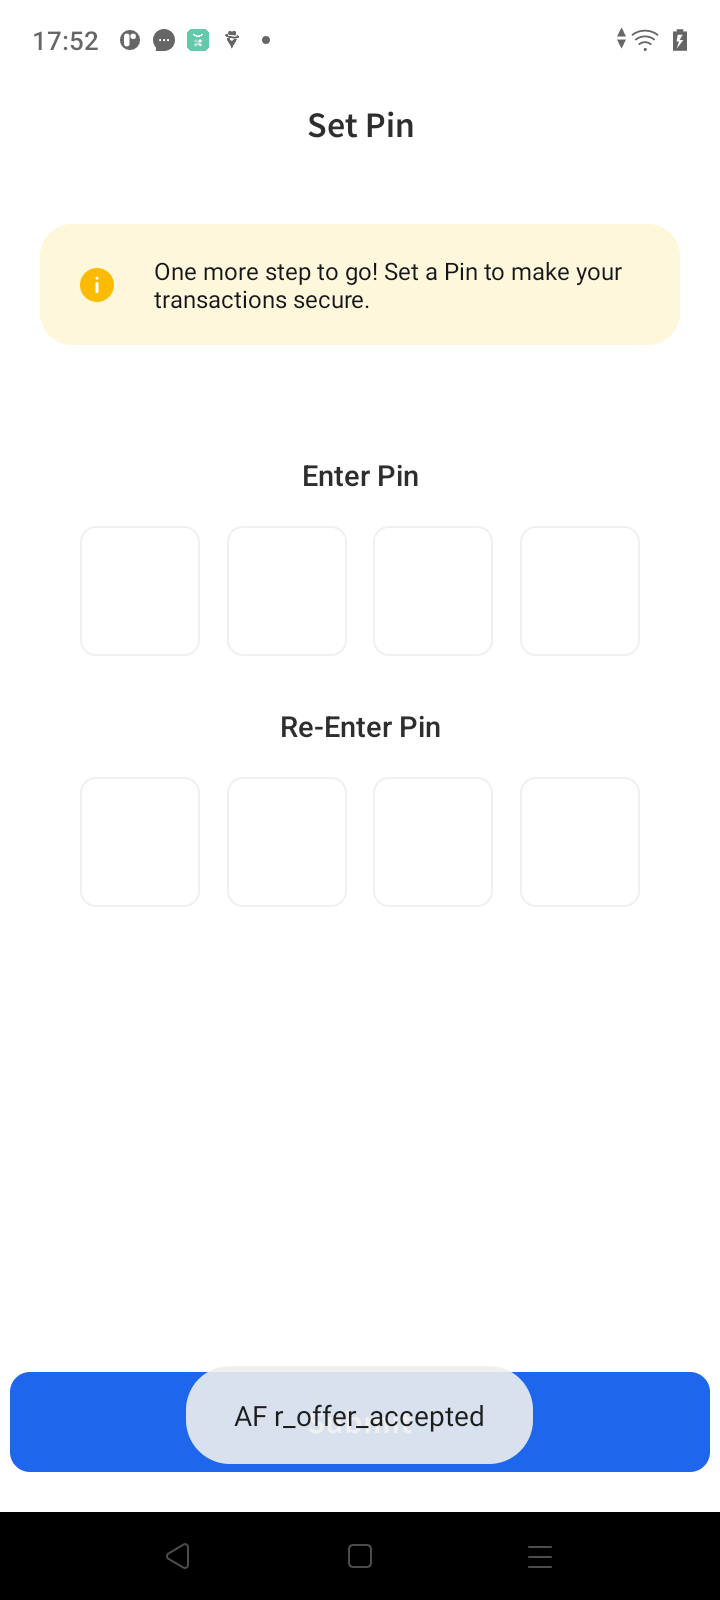 17:52
Set Pin
One more step to go! Set a Pin to make your
transactions secure.
Enter Pin
Re-Enter Pin
Submit
AF r_offer_accepted